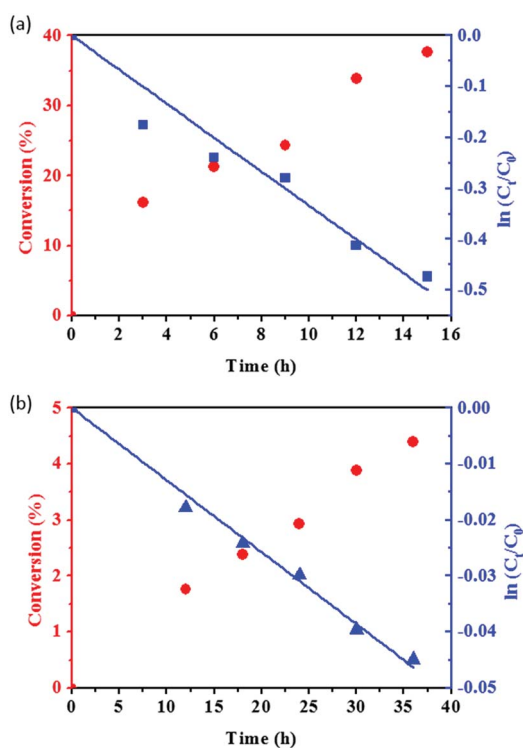 (a)
40
30
20
10
0
Conversion (%)
0.0
-0.1
-0.2
-0.3
-0.4
-0.5
ln (Ct/C0)
0 2 4 6 8 10 12 14 16
Time (h)
(b)
5
4
3
2
1
0
Conversion (%)
0.00
-0.01
-0.02
-0.03
-0.04
-0.05
ln (Ct/C0)
0 5 10 15 20 25 30 35 40
Time (h)